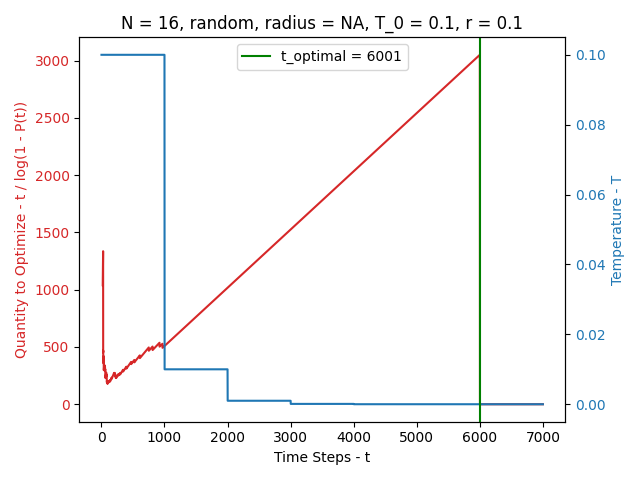 N = 16, random, radius = NA, T_0 = 0.1, r = 0.1
t_optimal = 6001
Quantity to Optimize - t / log(1 - P(t))
3000
2500
2000
1500
1000
500
0
0.10
0.08
0.06
0.04
0.02
0.00
Temperature - T
0 1000 2000 3000 4000 5000 6000 7000
Time Steps - t